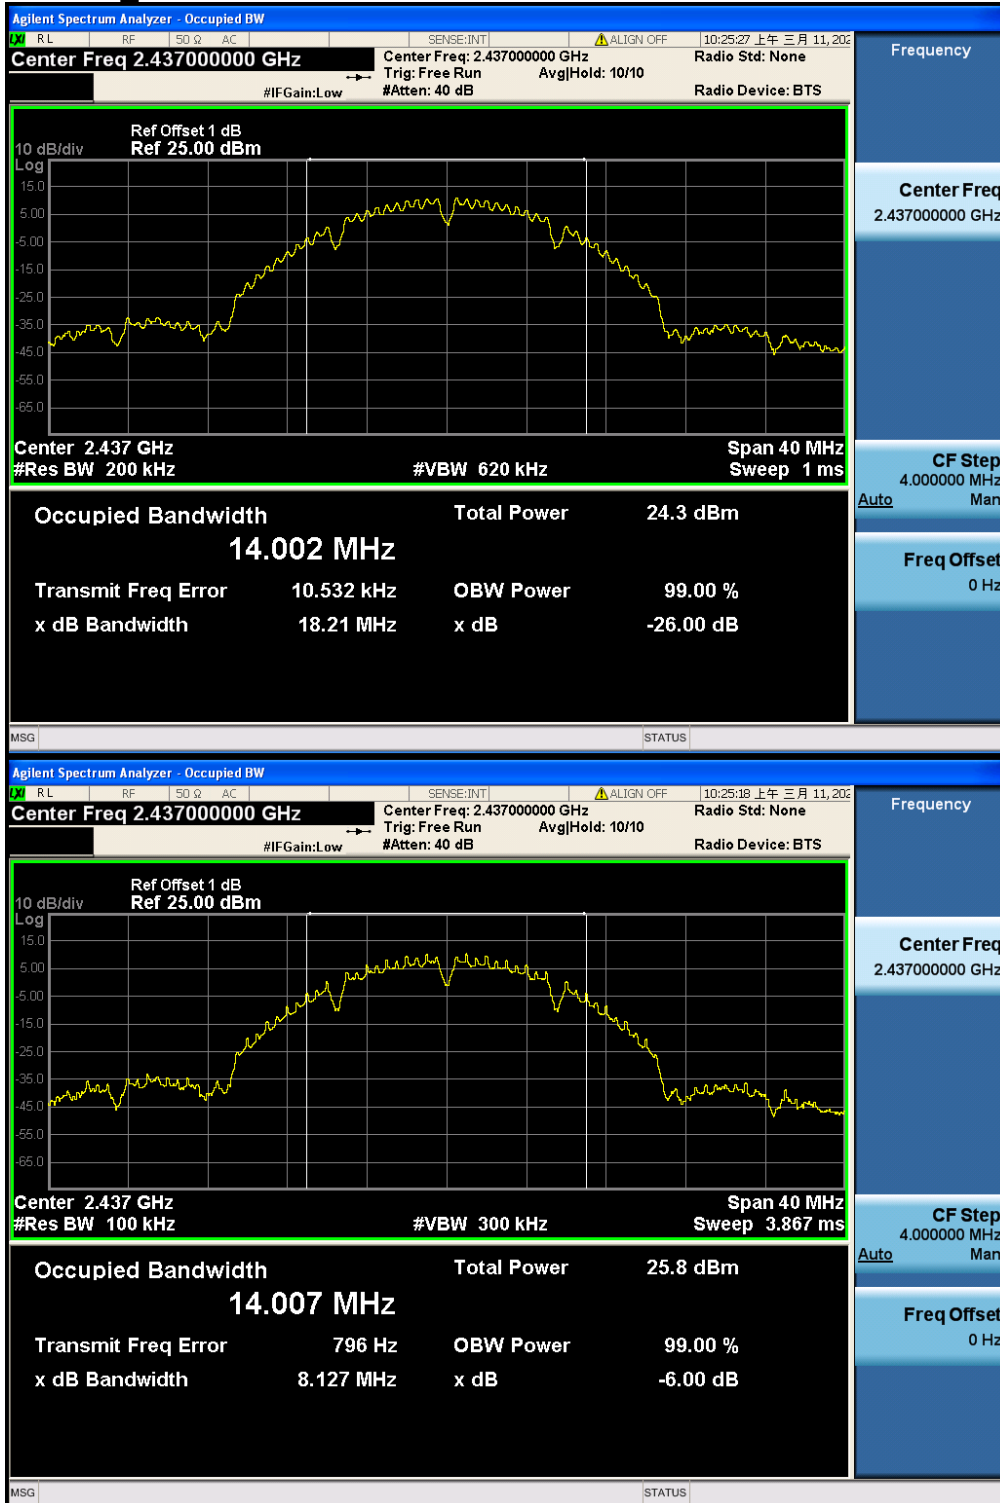 Agilent Spectrum Analyzer - Occupied BW
LXI RL RF 50 Ω AC SENSE:INT ALIGN OFF 10:25:27 上午 三月 11, 202
Center Freq 2.437000000 GHz
Center Freq: 2.437000000 GHz Radio Std: None
Trig: Free Run Avg|Hold: 10/10
#IFGain:Low #Atten: 40 dB Radio Device: BTS
Frequency
Ref Offset 1 dB
10 dB/div Ref 25.00 dBm
Log
15.0
5.00
-5.00
-15.0
-25.0
-35.0
-45.0
-55.0
-65.0
Center 2.437 GHz Span 40 MHz
#Res BW 200 kHz #VBW 620 kHz Sweep 1 ms
Center Freq
2.437000000 GHz
CF Step
4.000000 MHz
Auto Man
Freq Offset
0 Hz
Occupied Bandwidth Total Power 24.3 dBm
14.002 MHz
Transmit Freq Error 10.532 kHz OBW Power 99.00 %
x dB Bandwidth 18.21 MHz x dB -26.00 dB
MSG STATUS
Agilent Spectrum Analyzer - Occupied BW
LXI RL RF 50 Ω AC SENSE:INT ALIGN OFF 10:25:18 上午 三月 11, 202
Center Freq 2.437000000 GHz
Center Freq: 2.437000000 GHz Radio Std: None
Trig: Free Run Avg|Hold: 10/10
#IFGain:Low #Atten: 40 dB Radio Device: BTS
Frequency
Ref Offset 1 dB
10 dB/div Ref 25.00 dBm
Log
15.0
5.00
-5.00
-15.0
-25.0
-35.0
-45.0
-55.0
-65.0
Center 2.437 GHz Span 40 MHz
#Res BW 100 kHz #VBW 300 kHz Sweep 3.867 ms
Center Freq
2.437000000 GHz
CF Step
4.000000 MHz
Auto Man
Freq Offset
0 Hz
Occupied Bandwidth Total Power 25.8 dBm
14.007 MHz
Transmit Freq Error 796 Hz OBW Power 99.00 %
x dB Bandwidth 8.127 MHz x dB -6.00 dB
MSG STATUS